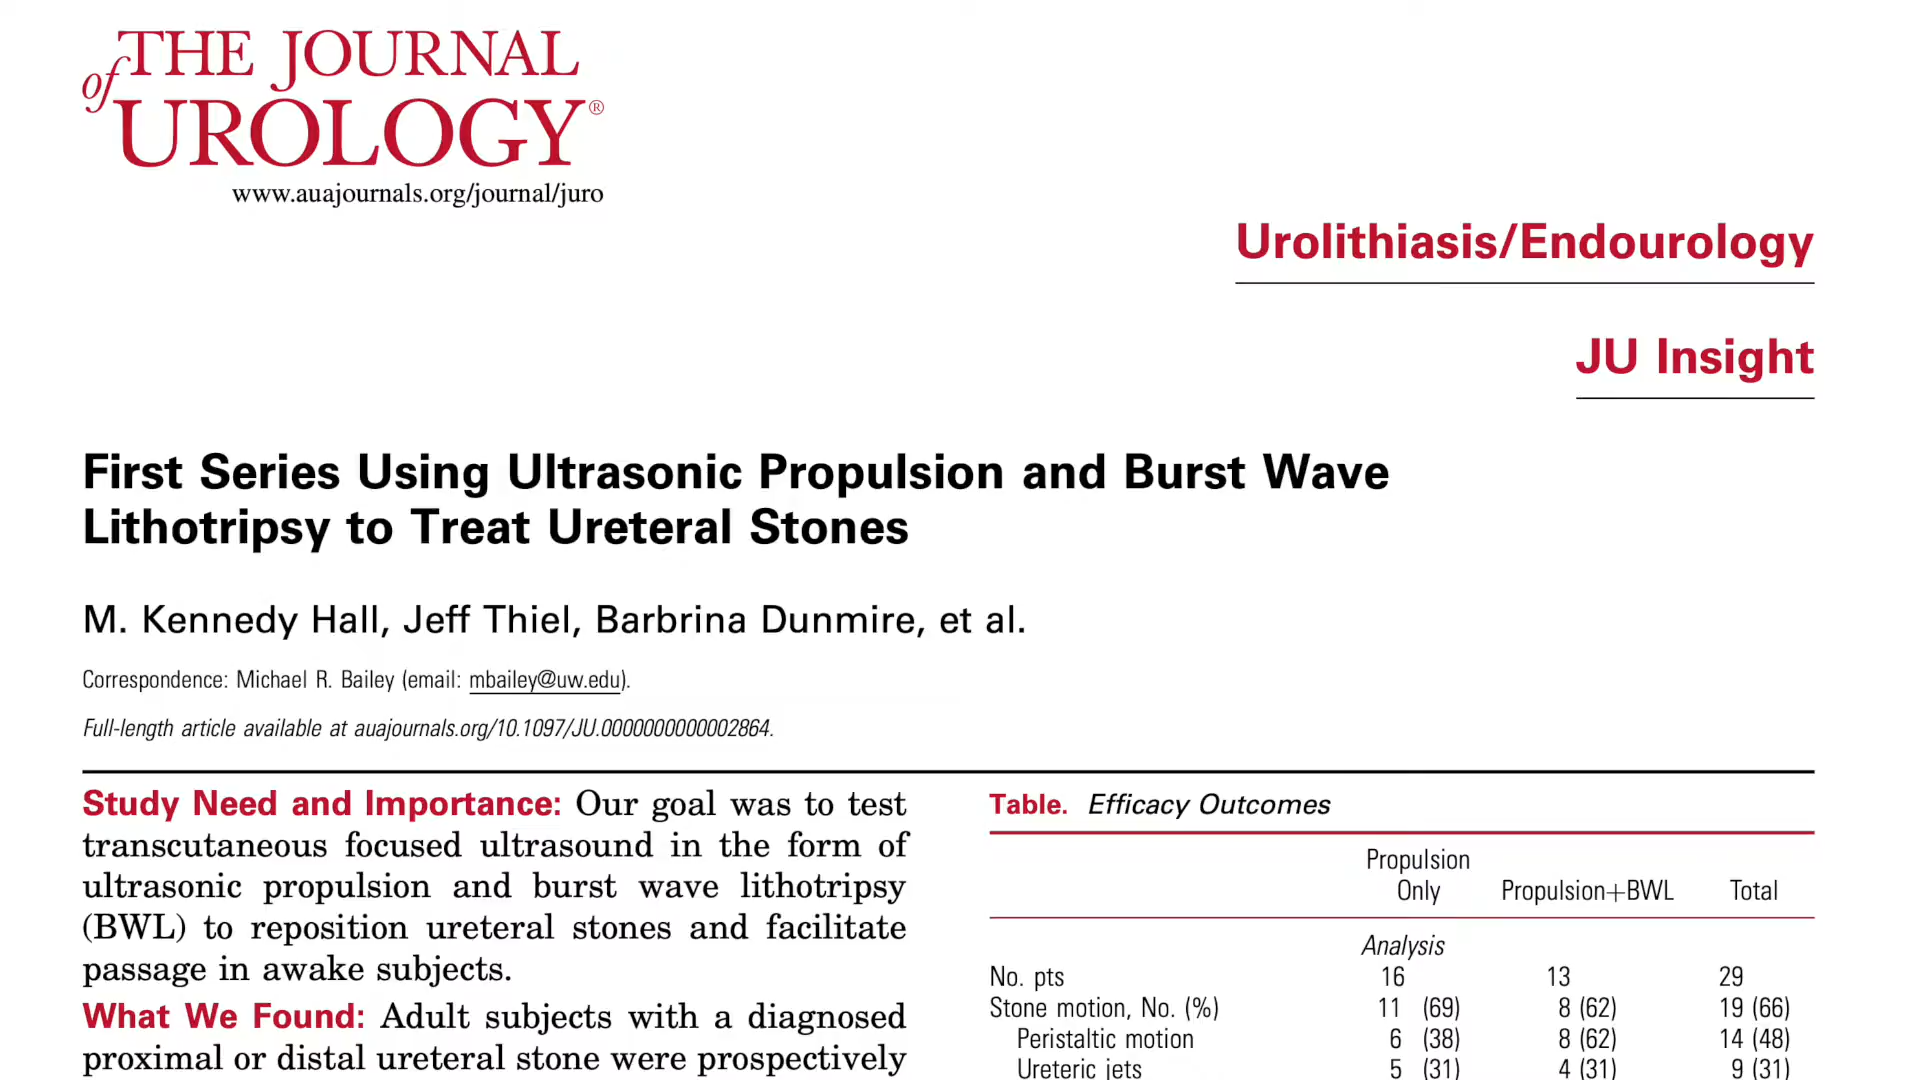 THE JOURNAL
of UROLOGY®
www.auajournals.org/journal/juro
Urolithiasis/Endourology
JU Insight
First Series Using Ultrasonic Propulsion and Burst Wave
Lithotripsy to Treat Ureteral Stones
M. Kennedy Hall, Jeff Thiel, Barbrina Dunmire, et al.
Correspondence: Michael R. Bailey (email: mbailey@uw.edu).
Full-length article available at auajournals.org/10.1097/JU.0000000000002864.
Study Need and Importance: Our goal was to test
transcutaneous focused ultrasound in the form of
ultrasonic propulsion and burst wave lithotripsy
(BWL) to reposition ureteral stones and facilitate
passage in awake subjects.
What We Found: Adult subjects with a diagnosed
proximal or distal ureteral stone were prospectively
Table. Efficacy Outcomes
Propulsion
Only Propulsion+BWL Total
Analysis
No. pts 16 13 29
Stone motion, No. (%) 11 (69) 8 (62) 19 (66)
Peristaltic motion 6 (38) 8 (62) 14 (48)
Ureteric jets 5 (31) 4 (31) 9 (31)